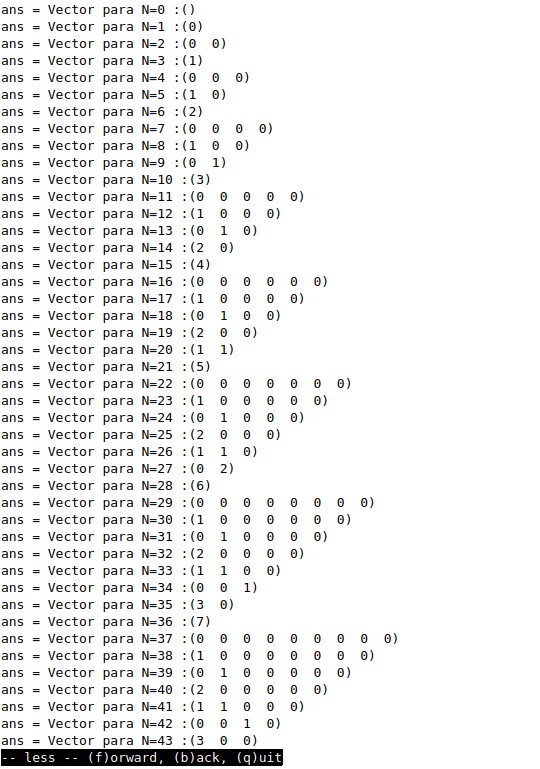 ans = Vector para N=0 :()
ans = Vector para N=1 :(0)
ans = Vector para N=2 :(0  0)
ans = Vector para N=3 :(1)
ans = Vector para N=4 :(0  0  0)
ans = Vector para N=5 :(1  0)
ans = Vector para N=6 :(2)
ans = Vector para N=7 :(0  0  0  0)
ans = Vector para N=8 :(1  0  0)
ans = Vector para N=9 :(0  1)
ans = Vector para N=10 :(3)
ans = Vector para N=11 :(0  0  0  0  0)
ans = Vector para N=12 :(1  0  0  0)
ans = Vector para N=13 :(0  1  0)
ans = Vector para N=14 :(2  0)
ans = Vector para N=15 :(4)
ans = Vector para N=16 :(0  0  0  0  0  0)
ans = Vector para N=17 :(1  0  0  0  0)
ans = Vector para N=18 :(0  1  0  0)
ans = Vector para N=19 :(2  0  0)
ans = Vector para N=20 :(1  1)
ans = Vector para N=21 :(5)
ans = Vector para N=22 :(0  0  0  0  0  0  0)
ans = Vector para N=23 :(1  0  0  0  0  0)
ans = Vector para N=24 :(0  1  0  0  0)
ans = Vector para N=25 :(2  0  0  0)
ans = Vector para N=26 :(1  1  0)
ans = Vector para N=27 :(0  2)
ans = Vector para N=28 :(6)
ans = Vector para N=29 :(0  0  0  0  0  0  0  0)
ans = Vector para N=30 :(1  0  0  0  0  0  0)
ans = Vector para N=31 :(0  1  0  0  0  0)
ans = Vector para N=32 :(2  0  0  0  0)
ans = Vector para N=33 :(1  1  0  0)
ans = Vector para N=34 :(0  0  1)
ans = Vector para N=35 :(3  0)
ans = Vector para N=36 :(7)
ans = Vector para N=37 :(0  0  0  0  0  0  0  0  0)
ans = Vector para N=38 :(1  0  0  0  0  0  0  0)
ans = Vector para N=39 :(0  1  0  0  0  0  0)
ans = Vector para N=40 :(2  0  0  0  0  0)
ans = Vector para N=41 :(1  1  0  0  0)
ans = Vector para N=42 :(0  0  1  0)
ans = Vector para N=43 :(3  0  0)
-- less -- (f)orward, (b)ack, (q)uit